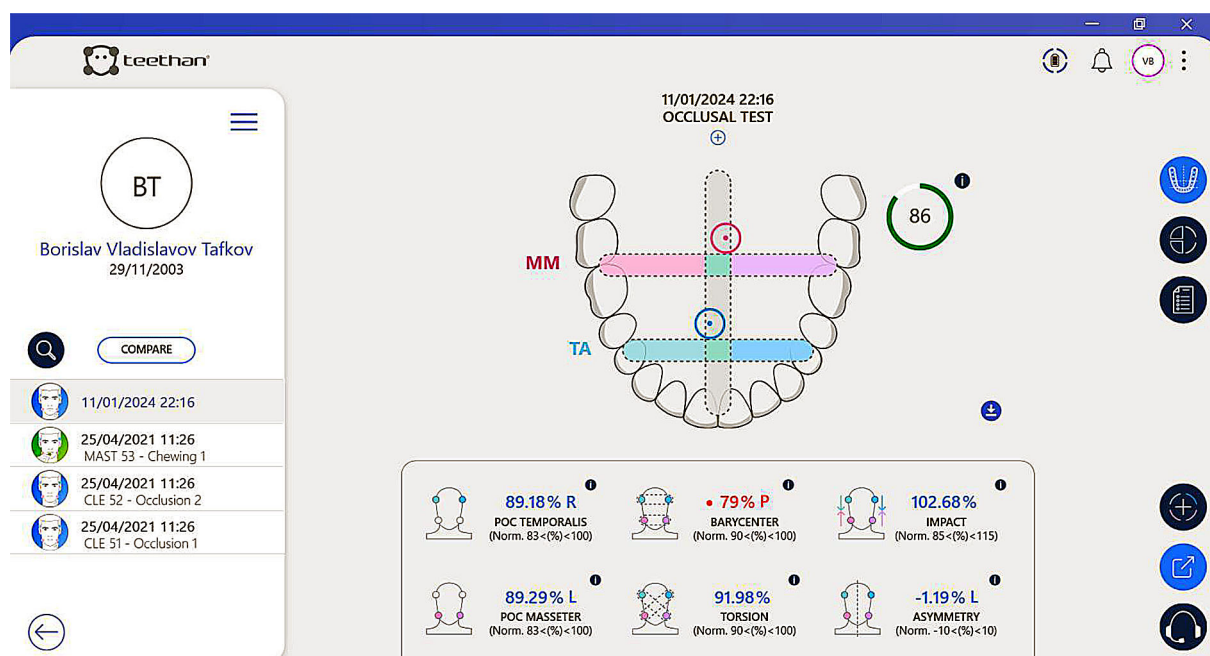 teethan
VB
BT
Borislav Vladislavov Tafkov
29/11/2003
COMPARE
11/01/2024 22:16
25/04/2021 11:26
MAST 53 - Chewing 1
25/04/2021 11:26
CLE 52 - Occlusion 2
25/04/2021 11:26
CLE 51 - Occlusion 1
11/01/2024 22:16
OCCLUSAL TEST
86
MM
TA
89.18% R
POC TEMPORALIS
(Norm. 83<(%)<100)
• 79% P
BARYCENTER
(Norm. 90<(%)<100)
102.68%
IMPACT
(Norm. 85<(%)<115)
89.29% L
POC MASSETER
(Norm. 83<(%)<100)
91.98%
TORSION
(Norm. 90<(%)<100)
-1.19% L
ASYMMETRY
(Norm. -10<(%)<10)